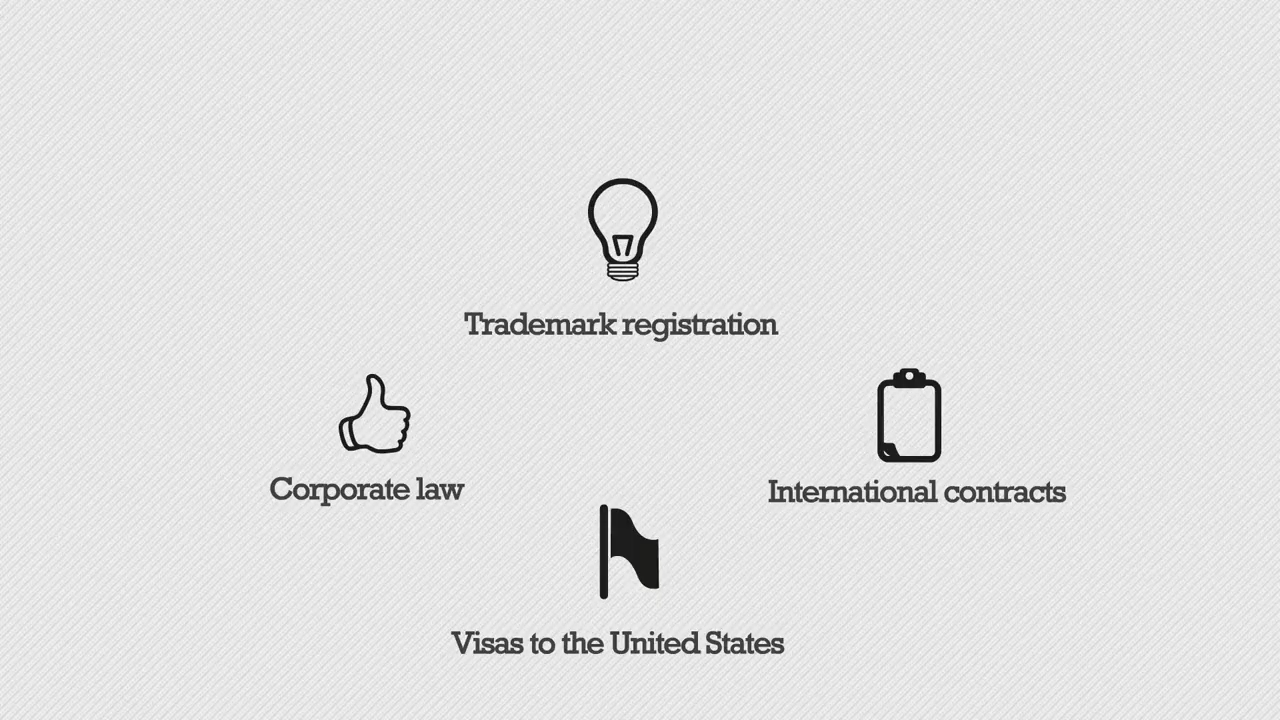 Trademark registration
Corporate law
International contracts
Visas to the United States